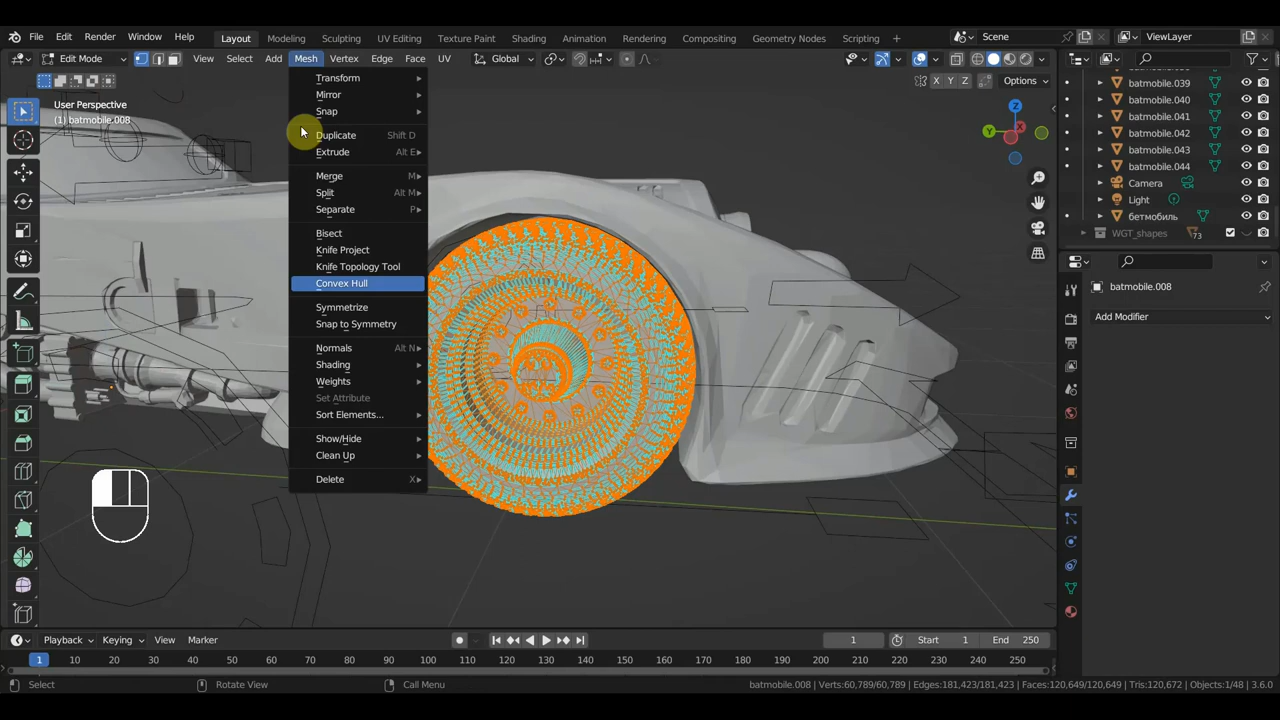 File Edit Render Window Help Layout Modeling Sculpting UV Editing Texture Paint Shading Animation Rendering Compositing Geometry Nodes Scripting Scene ViewLayer
Edit Mode View Select Add Mesh Vertex Edge Face UV Global
X Y Z Options
User Perspective
(1) batmobile.008
Transform
Mirror
Snap
Duplicate Shift D
Extrude Alt E
Merge M
Split Alt M
Separate P
Bisect
Knife Project
Knife Topology Tool
Convex Hull
Symmetrize
Snap to Symmetry
Normals Alt N
Shading
Weights
Set Attribute
Sort Elements...
Show/Hide
Clean Up
Delete X
Z
Y
X
batmobile.039
batmobile.040
batmobile.041
batmobile.042
batmobile.043
batmobile.044
Camera
Light
бетмобиль
WGT_shapes 73
batmobile.008
Add Modifier
Playback Keying View Marker 1 Start 1 End 250
1 10 20 30 40 50 60 70 80 90 100 110 120 130 140 150 160 170 180 190 200 210 220 230 240 250
Select Rotate View Call Menu batmobile.008 | Verts:60,789/60,789 | Edges:181,423/181,423 | Faces:120,649/120,649 | Tris:120,672 | Objects:1/48 | 3.6.0